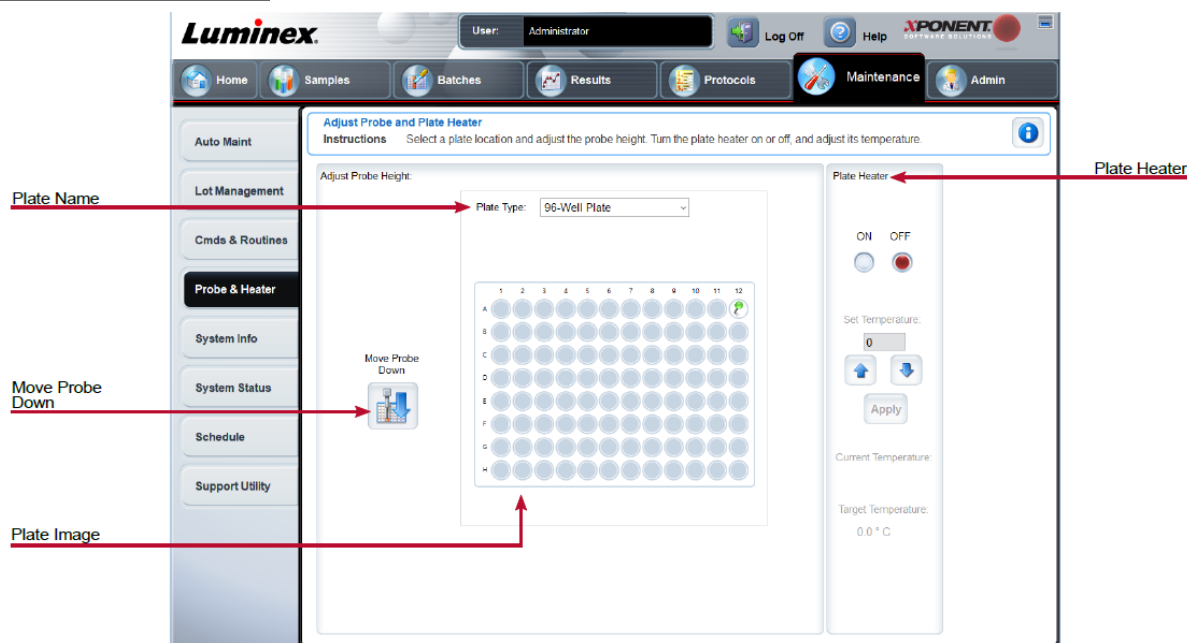 Luminex.
User: Administrator
Log Off
Help
XPONENT.
SOFTWARE SOLUTIONS
Home
Samples
Batches
Results
Protocols
Maintenance
Admin
Auto Maint
Lot Management
Cmds & Routines
Probe & Heater
System Info
System Status
Schedule
Support Utility
Adjust Probe and Plate Heater
Instructions Select a plate location and adjust the probe height. Turn the plate heater on or off, and adjust its temperature.
Adjust Probe Height:
Plate Type: 96-Well Plate
1 2 3 4 5 6 7 8 9 10 11 12
A
B
C
D
E
F
G
H
Move Probe
Down
Plate Heater
ON OFF
Set Temperature:
0
Apply
Current Temperature:
Target Temperature:
0.0 ° C
Plate Name
Move Probe
Down
Plate Image
Plate Heater